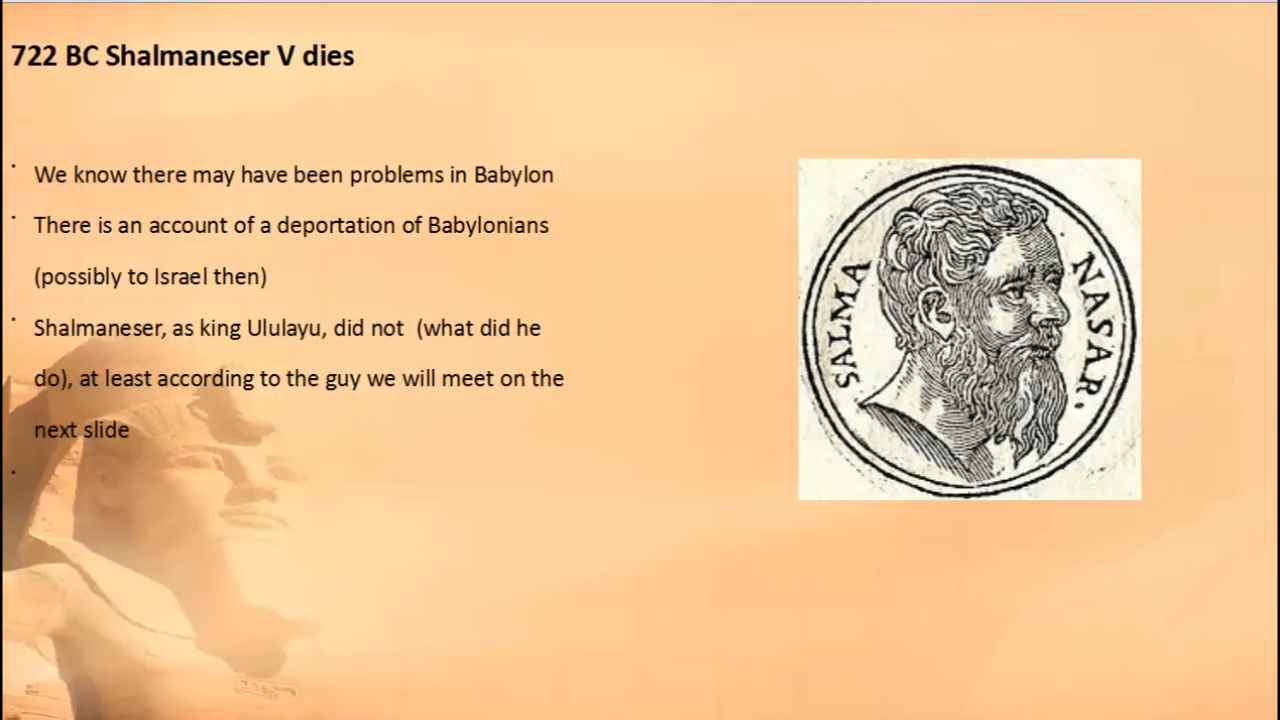 722 BC Shalmaneser V dies
We know there may have been problems in Babylon
There is an account of a deportation of Babylonians
(possibly to Israel then)
Shalmaneser, as king Ululayu, did not (what did he
do), at least according to the guy we will meet on the
next slide
SALMA NASAR.